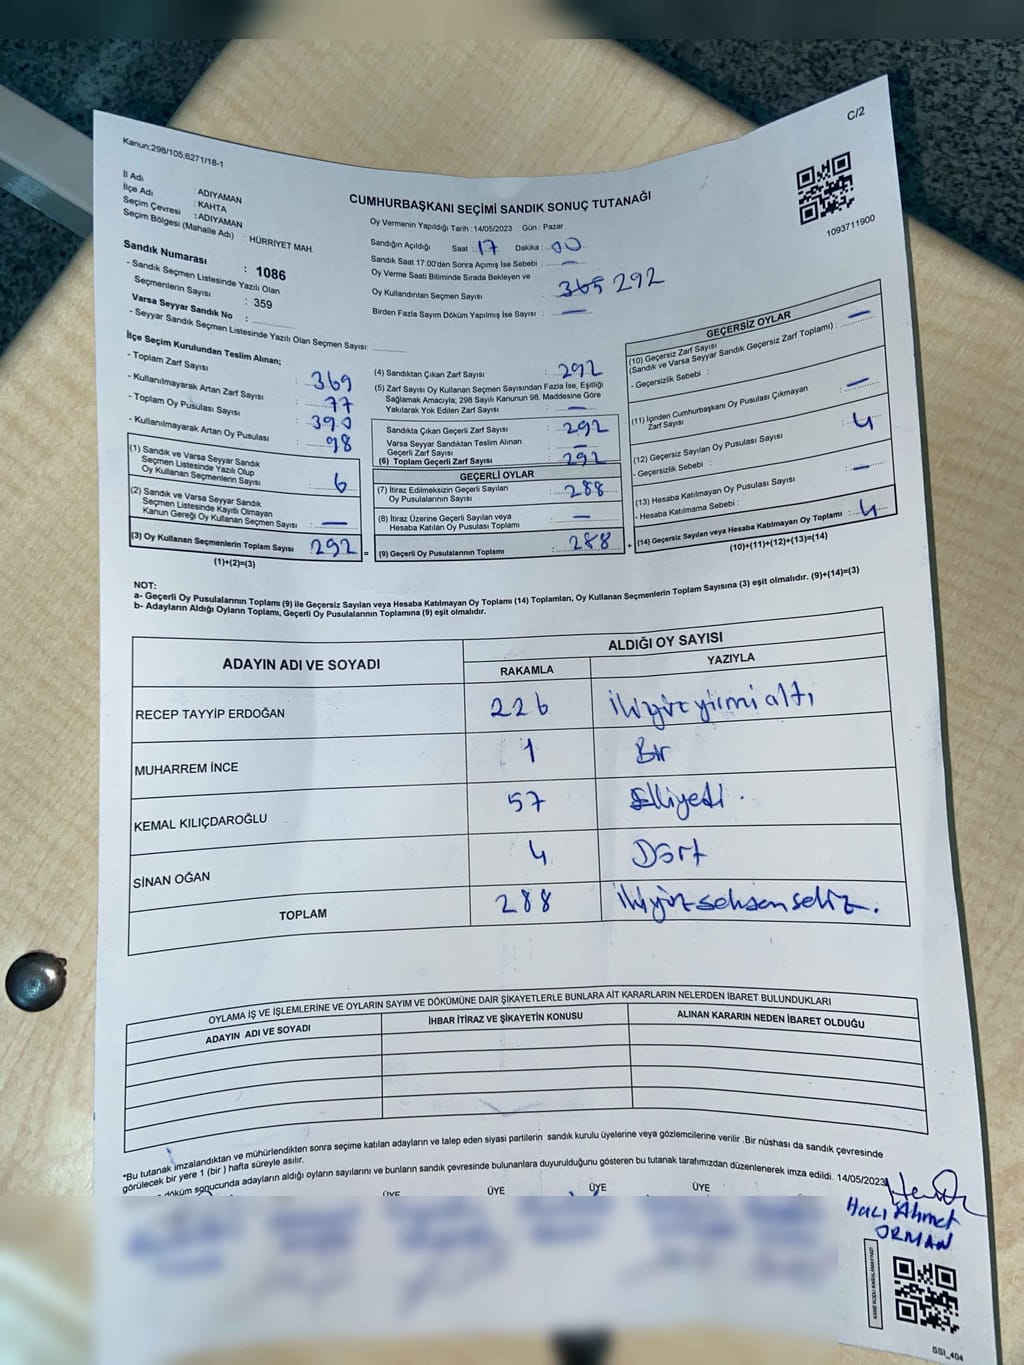 C/2
Kanun;298/105;6271/18-1
İl Adı : ADIYAMAN
İlçe Adı : KAHTA
Seçim Çevresi : ADIYAMAN
Seçim Bölgesi (Mahalle Adı) : HÜRRİYET MAH
CUMHURBAŞKANI SEÇİMİ SANDIK SONUÇ TUTANAĞI
1093711900
Oy Vermenin Yapıldığı Tarih :14/05/2023 Gün : Pazar
Sandığın Açıldığı Saat : 17 Dakika : 00
Sandık Saat 17:00'den Sonra Açımış İse Sebebi : —
Oy Verme Saati Bitiminde Sırada Bekleyen ve
Oy Kullandırılan Seçmen Sayısı : 365 292
Birden Fazla Sayım Döküm Yapılmış İse Sayısı : —
Sandık Numarası : 1086
- Sandık Seçmen Listesinde Yazılı Olan
Seçmenlerin Sayısı : 359
Varsa Seyyar Sandık No :
- Seyyar Sandık Seçmen Listesinde Yazılı Olan Seçmen Sayısı:
İlçe Seçim Kurulundan Teslim Alınan;
- Toplam Zarf Sayısı : 369
- Kullanılmayarak Artan Zarf Sayısı : 77
- Toplam Oy Pusulası Sayısı : 390
- Kullanılmayarak Artan Oy Pusulası : 98
(1) Sandık ve Varsa Seyyar Sandık
Seçmen Listesinde Yazılı Olup
Oy Kullanan Seçmenlerin Sayısı : 6
(2) Sandık ve Varsa Seyyar Sandık
Seçmen Listesinde Kayıtlı Olmayan
Kanun Gereği Oy Kullanan Seçmen Sayısı : —
(3) Oy Kullanan Seçmenlerin Toplam Sayısı : 292 =
(1)+(2)=(3)
(4) Sandıktan Çıkan Zarf Sayısı : 292
(5) Zarf Sayısı Oy Kullanan Seçmen Sayısından Fazla İse, Eşitliği
Sağlamak Amacıyla; 298 Sayılı Kanunun 98. Maddesine Göre
Yakılarak Yok Edilen Zarf Sayısı : —
Sandıkta Çıkan Geçerli Zarf Sayısı : 292
Varsa Seyyar Sandıktan Teslim Alınan
Geçerli Zarf Sayısı : —
(6) Toplam Geçerli Zarf Sayısı : 292
GEÇERLİ OYLAR
(7) İtiraz Edilmeksizin Geçerli Sayılan
Oy Pusulalarının Sayısı : 288
(8) İtiraz Üzerine Geçerli Sayılan veya
Hesaba Katılan Oy Pusulası Toplamı : —
(9) Geçerli Oy Pusulalarının Toplamı : 288 +
GEÇERSİZ OYLAR
(10) Geçersiz Zarf Sayısı
(Sandık ve Varsa Seyyar Sandık Geçersiz Zarf Toplamı) : —
- Geçersizlik Sebebi :
(11) İçinden Cumhurbaşkanı Oy Pusulası Çıkmayan
Zarf Sayısı : —
(12) Geçersiz Sayılan Oy Pusulası Sayısı : 4
- Geçersizlik Sebebi :
(13) Hesaba Katılmayan Oy Pusulası Sayısı : —
- Hesaba Katılmama Sebebi :
(14) Geçersiz Sayılan veya Hesaba Katılmayan Oy Toplamı : 4
(10)+(11)+(12)+(13)=(14)
NOT:
a- Geçerli Oy Pusulalarının Toplamı (9) ile Geçersiz Sayılan veya Hesaba Katılmayan Oy Toplamı (14) Toplamları, Oy Kullanan Seçmenlerin Toplam Sayısına (3) eşit olmalıdır. (9)+(14)=(3)
b- Adayların Aldığı Oyların Toplamı, Geçerli Oy Pusulalarının Toplamına (9) eşit olmalıdır.
ADAYIN ADI VE SOYADI
ALDIĞI OY SAYISI
RAKAMLA YAZIYLA
RECEP TAYYİP ERDOĞAN 226 ikiyüz yirmi altı
MUHARREM İNCE 1 Bir
KEMAL KILIÇDAROĞLU 57 Elliyedi .
SİNAN OĞAN 4 Dört
TOPLAM 288 ikiyüz seksen sekiz.
OYLAMA İŞ VE İŞLEMLERİNE VE OYLARIN SAYIM VE DÖKÜMÜNE DAİR ŞİKAYETLERLE BUNLARA AİT KARARLARIN NELERDEN İBARET BULUNDUKLARI
ADAYIN ADI VE SOYADI İHBAR İTİRAZ VE ŞİKAYETİN KONUSU ALINAN KARARIN NEDEN İBARET OLDUĞU
*Bu tutanak imzalandıktan ve mühürlendikten sonra seçime katılan adayların ve talep eden siyasi partilerin sandık kurulu üyelerine veya gözlemcilerine verilir .Bir nüshası da sandık çevresinde
görülecek bir yere 1 (bir ) hafta süreyle asılır.
döküm sonucunda adayların aldığı oyların sayılarını ve bunların sandık çevresinde bulunanlara duyurulduğunu gösteren bu tutanak tarafımızdan düzenlenerek imza edildi. 14/05/2023
ÜYE ÜYE ÜYE ÜYE
Hacı Ahmet
ORMAN
SSI_404